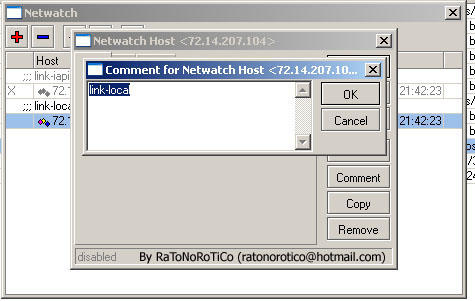 Netwatch
Netwatch Host <72.14.207.104>
Comment for Netwatch Host <72.14.207.10...
link-local
OK
Cancel
Host
;;; link-iapi
X 72.1 21:42:23
;;; link-loca
72.1 21:42:23
Comment
Copy
Remove
disabled
By RaToNoRoTiCo (ratonorotico@hotmail.com)